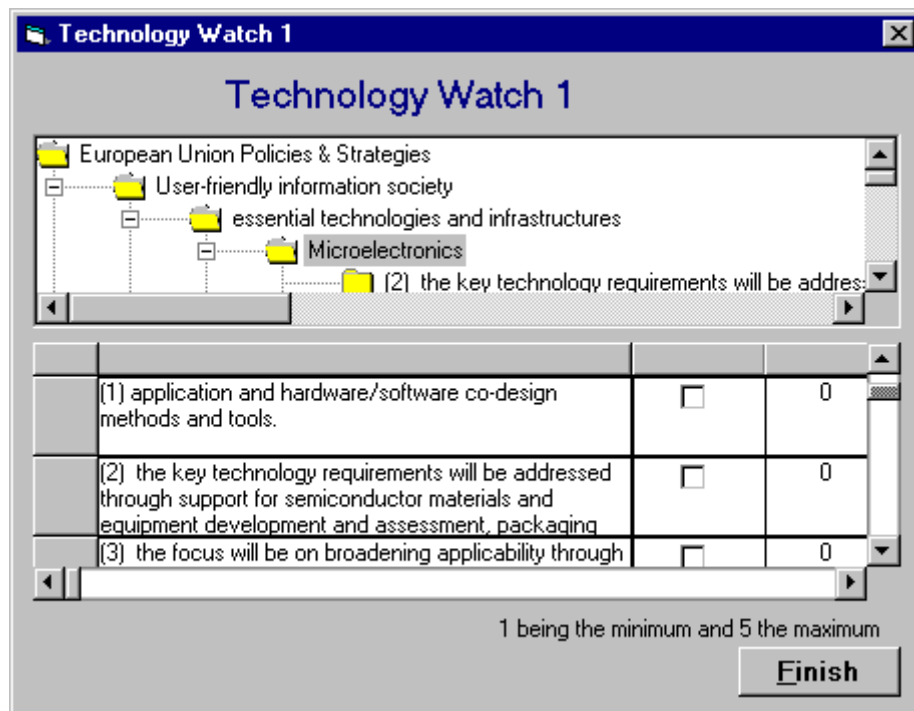 Technology Watch 1
Technology Watch 1
European Union Policies & Strategies
User-friendly information society
essential technologies and infrastructures
Microelectronics
(2) the key technology requirements will be addres
(1) application and hardware/software co-design
methods and tools.
0
(2) the key technology requirements will be addressed
through support for semiconductor materials and
equipment development and assessment, packaging
0
(3) the focus will be on broadening applicability through
0
1 being the minimum and 5 the maximum
Finish